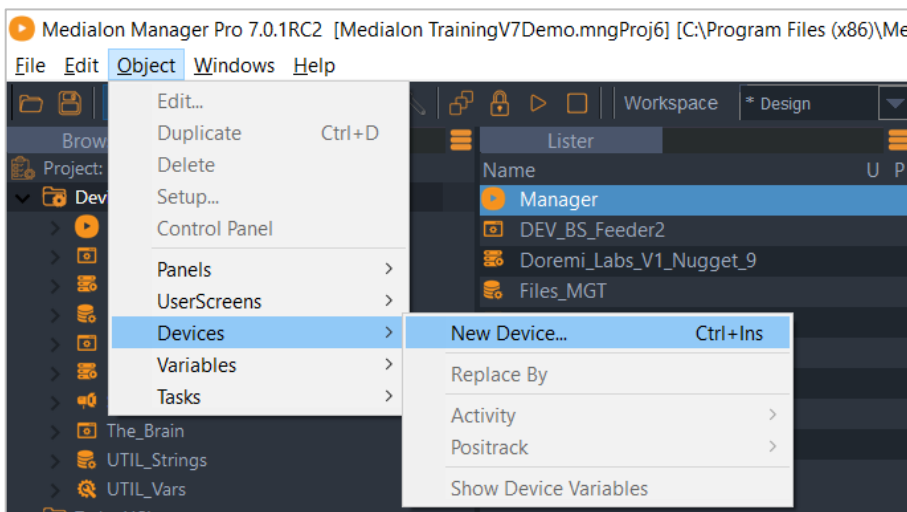 Medialon Manager Pro 7.0.1RC2 [Medialon TrainingV7Demo.mngProj6] [C:\Program Files (x86)\Me
File Edit Object Windows Help
Workspace * Design
Edit...
Duplicate Ctrl+D
Delete
Setup...
Control Panel
Panels
UserScreens
Devices
Variables
Tasks
New Device... Ctrl+Ins
Replace By
Activity
Positrack
Show Device Variables
Brow
Project:
Dev
The_Brain
UTIL_Strings
UTIL_Vars
Lister
Name U P
Manager
DEV_BS_Feeder2
Doremi_Labs_V1_Nugget_9
Files_MGT